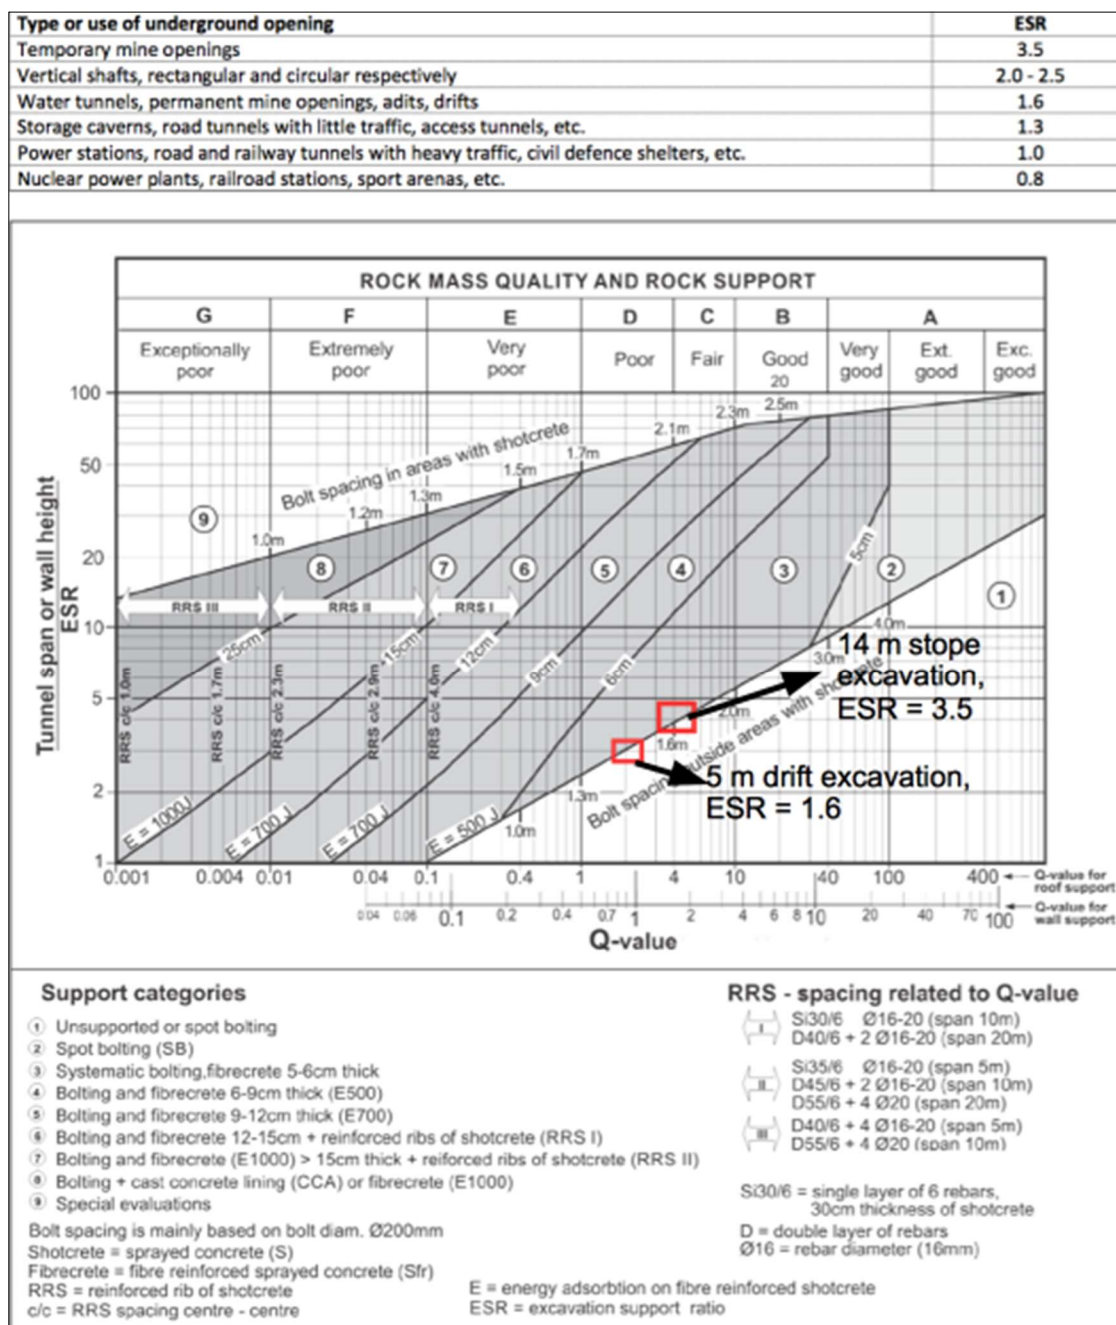 Type or use of underground opening ESR
Temporary mine openings 3.5
Vertical shafts, rectangular and circular respectively 2.0 - 2.5
Water tunnels, permanent mine openings, adits, drifts 1.6
Storage caverns, road tunnels with little traffic, access tunnels, etc. 1.3
Power stations, road and railway tunnels with heavy traffic, civil defence shelters, etc. 1.0
Nuclear power plants, railroad stations, sport arenas, etc. 0.8
ROCK MASS QUALITY AND ROCK SUPPORT
G F E D C B A
Exceptionally poor
Extremely poor
Very poor
Poor
Fair
Good
20
Very good
Ext. good
Exc. good
Tunnel span or wall height
ESR
100
50
20
10
5
2
1
Bolt spacing in areas with shotcrete
1.0m 1.2m 1.3m 1.5m 1.7m 2.1m 2.3m 2.5m
9 8 7 6 5 4 3 2 1
RRS III RRS II RRS I
25cm 15cm 12cm 9cm 6cm 5cm
RRS c/c 1.0m
RRS c/c 1.7m
RRS c/c 2.3m
RRS c/c 2.9m
RRS c/c 4.0m
E = 1000J
E = 700 J
E = 700 J
E = 500 J
1.0m 1.3m 1.6m 2.0m 3.0m 4.0m
Bolt spacing outside areas with shotcrete
14 m stope
excavation,
ESR = 3.5
5 m drift excavation,
ESR = 1.6
0.001 0.004 0.01 0.04 0.1 0.4 1 4 10 40 100 400
Q-value for
roof support
0.04 0.06 0.1 0.2 0.4 0.7 1 2 4 6 8 10 20 40 70 100
Q-value for
wall support
Q-value
Support categories
1 Unsupported or spot bolting
2 Spot bolting (SB)
3 Systematic bolting,fibrecrete 5-6cm thick
4 Bolting and fibrecrete 6-9cm thick (E500)
5 Bolting and fibrecrete 9-12cm thick (E700)
6 Bolting and fibrecrete 12-15cm + reinforced ribs of shotcrete (RRS I)
7 Bolting and fibrecrete (E1000) > 15cm thick + reiforced ribs of shotcrete (RRS II)
8 Bolting + cast concrete lining (CCA) or fibrecrete (E1000)
9 Special evaluations
Bolt spacing is mainly based on bolt diam. Ø200mm
Shotcrete = sprayed concrete (S)
Fibrecrete = fibre reinforced sprayed concrete (Sfr)
RRS = reinforced rib of shotcrete
c/c = RRS spacing centre - centre
E = energy adsorbtion on fibre reinforced shotcrete
ESR = excavation support ratio
RRS - spacing related to Q-value
I
Si30/6 Ø16-20 (span 10m)
D40/6 + 2 Ø16-20 (span 20m)
II
Si35/6 Ø16-20 (span 5m)
D45/6 + 2 Ø16-20 (span 10m)
D55/6 + 4 Ø20 (span 20m)
III
D40/6 + 4 Ø16-20 (span 5m)
D55/6 + 4 Ø20 (span 10m)
Si30/6 = single layer of 6 rebars,
30cm thickness of shotcrete
D = double layer of rebars
Ø16 = rebar diameter (16mm)